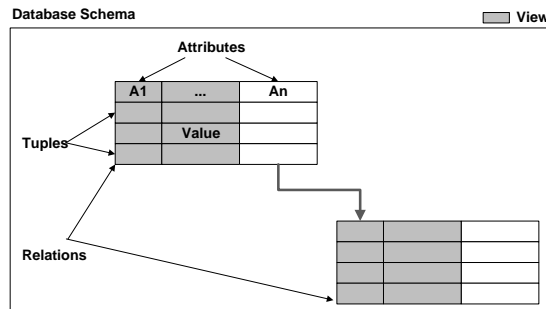 Database Schema
View
Attributes
A1 ... An
Value
Tuples
Relations